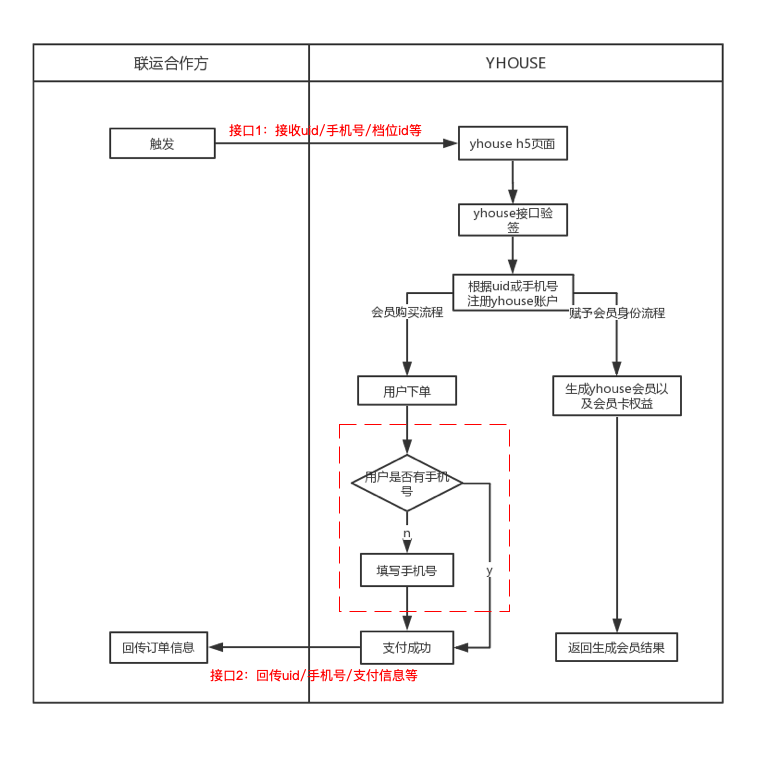 联运合作方
YHOUSE
接口1：接收uid/手机号/档位id等
触发
yhouse h5页面
yhouse接口验
签
根据uid或手机号
注册yhouse账户
会员购买流程
赋予会员身份流程
用户下单
生成yhouse会员以
及会员卡权益
用户是否有手机
号
n
填写手机号
y
回传订单信息
支付成功
返回生成会员结果
接口2：回传uid/手机号/支付信息等